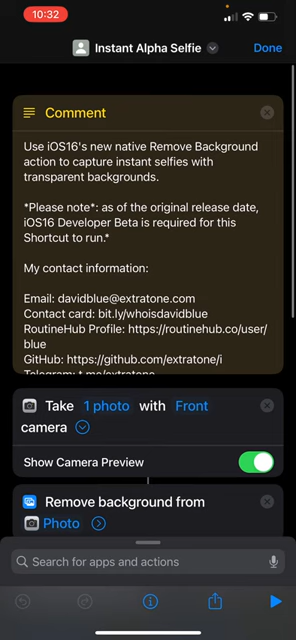 10:32
Instant Alpha Selfie
Done
Comment
Use iOS16's new native Remove Background
action to capture instant selfies with
transparent backgrounds.
*Please note*: as of the original release date,
iOS16 Developer Beta is required for this
Shortcut to run.*
My contact information:
Email: davidblue@extratone.com
Contact card: bit.ly/whoisdavidblue
RoutineHub Profile: https://routinehub.co/user/
blue
GitHub: https://github.com/extratone/i
Telegram: t.me/extratone
Take 1 photo with Front
camera
Show Camera Preview
Remove background from
Photo
Search for apps and actions